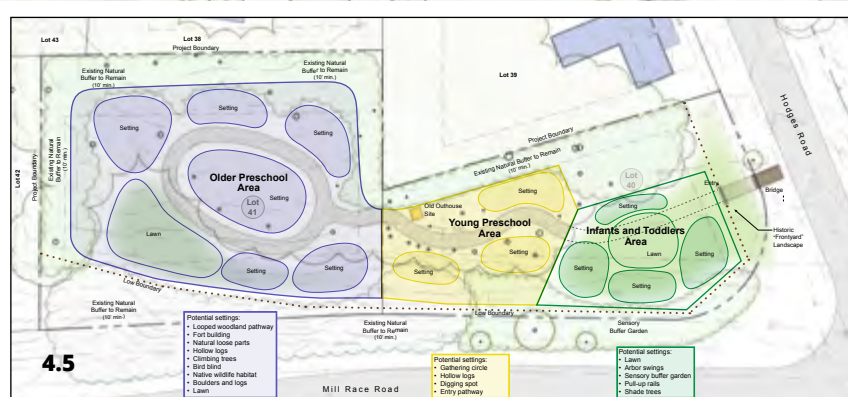 Lot 43
Lot 38
Project Boundary
Existing Natural
Buffer to Remain
(10' min.)
Existing Natural
Buffer to Remain
(10' min.)
Lot 39
Hodges Road
Lot 42
Project Boundary
Existing Natural
Buffer to Remain
(10' min.)
Setting
Setting
Setting
Older Preschool
Area
Setting
Lot
41
Lawn
Setting
Setting
Low Boundary
Project Boundary
Existing Natural Buffer to Remain
(10' min.)
Old Outhouse
Site
Setting
Young Preschool
Area
Setting
Setting
Lot
40
Entry
Bridge
Setting
Infants and Toddlers
Area
Lawn
Setting
Setting
Setting
Historic
"Frontyard"
Landscape
Existing Natural
Buffer to Remain
(10' min.)
Existing Natural
Buffer to Remain
(10' min.)
Low Boundary
Sensory
Buffer Garden
Potential settings:
• Looped woodland pathway
• Fort building
• Natural loose parts
• Hollow logs
• Climbing trees
• Bird blind
• Native wildlife habitat
• Boulders and logs
• Lawn
Potential settings:
• Gathering circle
• Hollow logs
• Digging spot
• Entry pathway
Potential settings:
• Lawn
• Arbor swings
• Sensory buffer garden
• Pull-up rails
• Shade trees
4.5
Mill Race Road